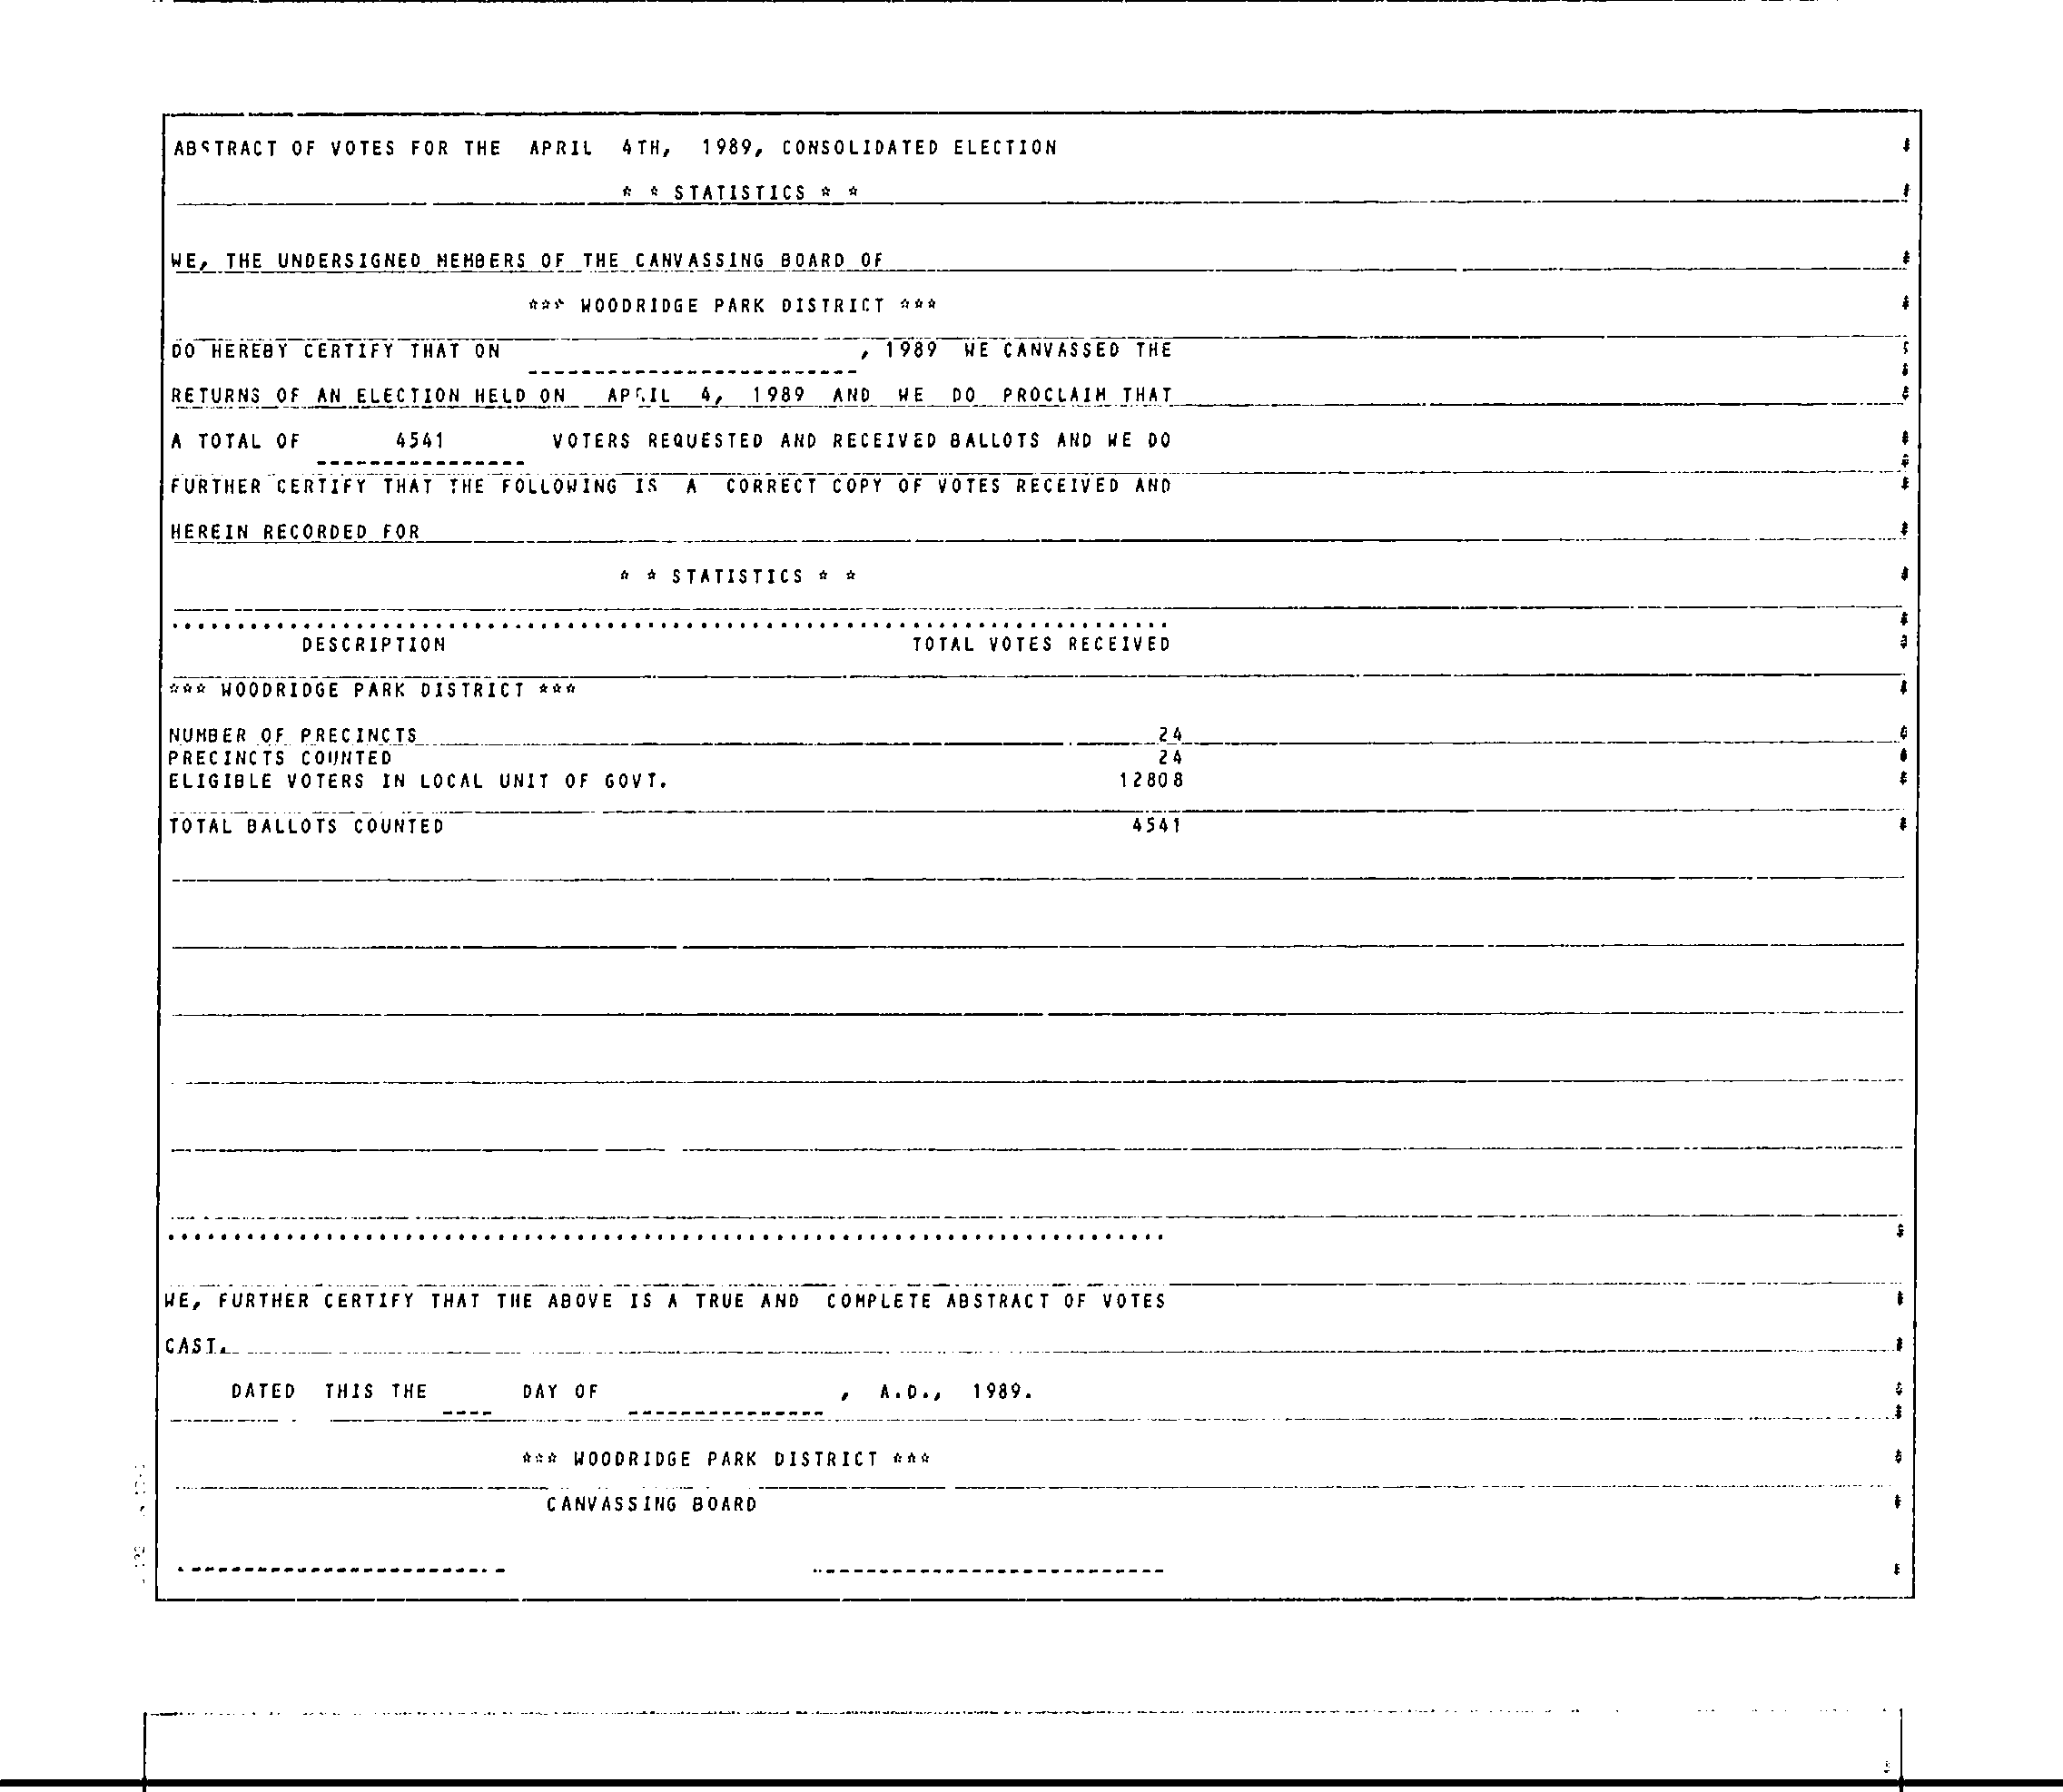 ABSTRACT OF VOTES FOR THE APRIL 4TH, 1989, CONSOLIDATED ELECTION
* * STATISTICS * *
WE, THE UNDERSIGNED MEMBERS OF THE CANVASSING BOARD OF
*** WOODRIDGE PARK DISTRICT ***
DO HEREBY CERTIFY THAT ON , 1989 WE CANVASSED THE
RETURNS OF AN ELECTION HELD ON APRIL 4, 1989 AND WE DO PROCLAIM THAT
A TOTAL OF 4541 VOTERS REQUESTED AND RECEIVED BALLOTS AND WE DO
FURTHER CERTIFY THAT THE FOLLOWING IS A CORRECT COPY OF VOTES RECEIVED AND
HEREIN RECORDED FOR
* * STATISTICS * *
DESCRIPTION TOTAL VOTES RECEIVED
*** WOODRIDGE PARK DISTRICT ***
NUMBER OF PRECINCTS 24
PRECINCTS COUNTED 24
ELIGIBLE VOTERS IN LOCAL UNIT OF GOVT. 12808
TOTAL BALLOTS COUNTED 4541
WE, FURTHER CERTIFY THAT THE ABOVE IS A TRUE AND COMPLETE ABSTRACT OF VOTES
CAST.
DATED THIS THE DAY OF , A.D., 1989.
*** WOODRIDGE PARK DISTRICT ***
CANVASSING BOARD